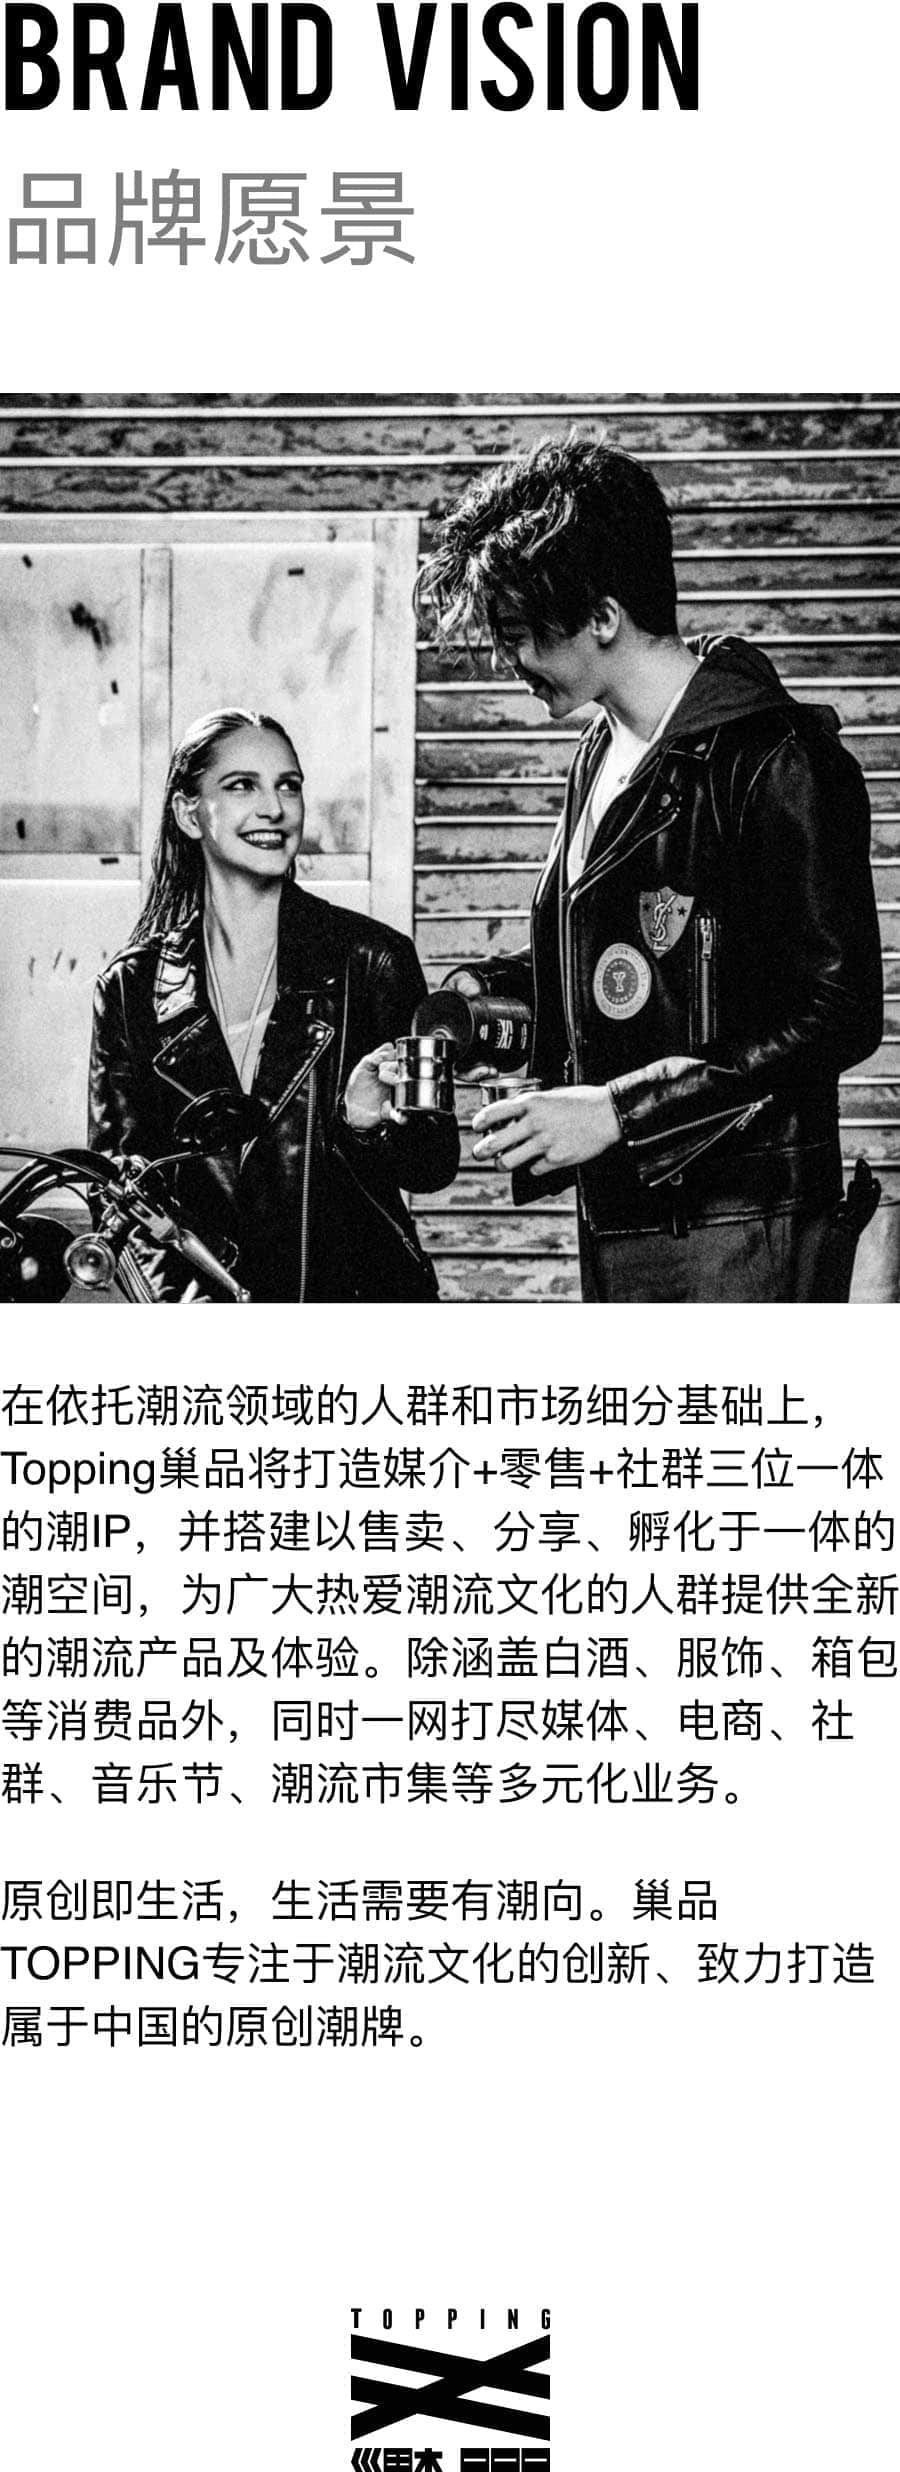 BRAND VISION
品牌愿景
在依托潮流领域的人群和市场细分基础上，
Topping巢品将打造媒介+零售+社群三位一体
的潮IP，并搭建以售卖、分享、孵化于一体的
潮空间，为广大热爱潮流文化的人群提供全新
的潮流产品及体验。除涵盖白酒、服饰、箱包
等消费品外，同时一网打尽媒体、电商、社
群、音乐节、潮流市集等多元化业务。
原创即生活，生活需要有潮向。巢品
TOPPING专注于潮流文化的创新、致力打造
属于中国的原创潮牌。
TOPPING
巢品